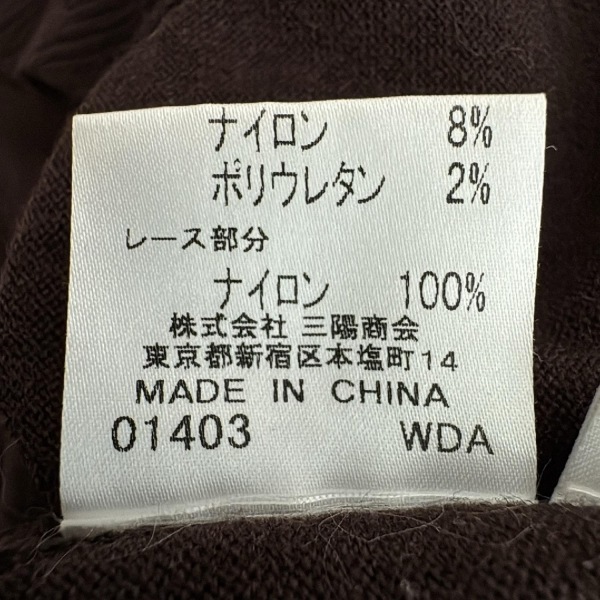 ナイロン 8%
ポリウレタン 2%
レース部分
ナイロン 100%
株式会社 三陽商会
東京都新宿区本塩町14
MADE IN CHINA
01403 WDA